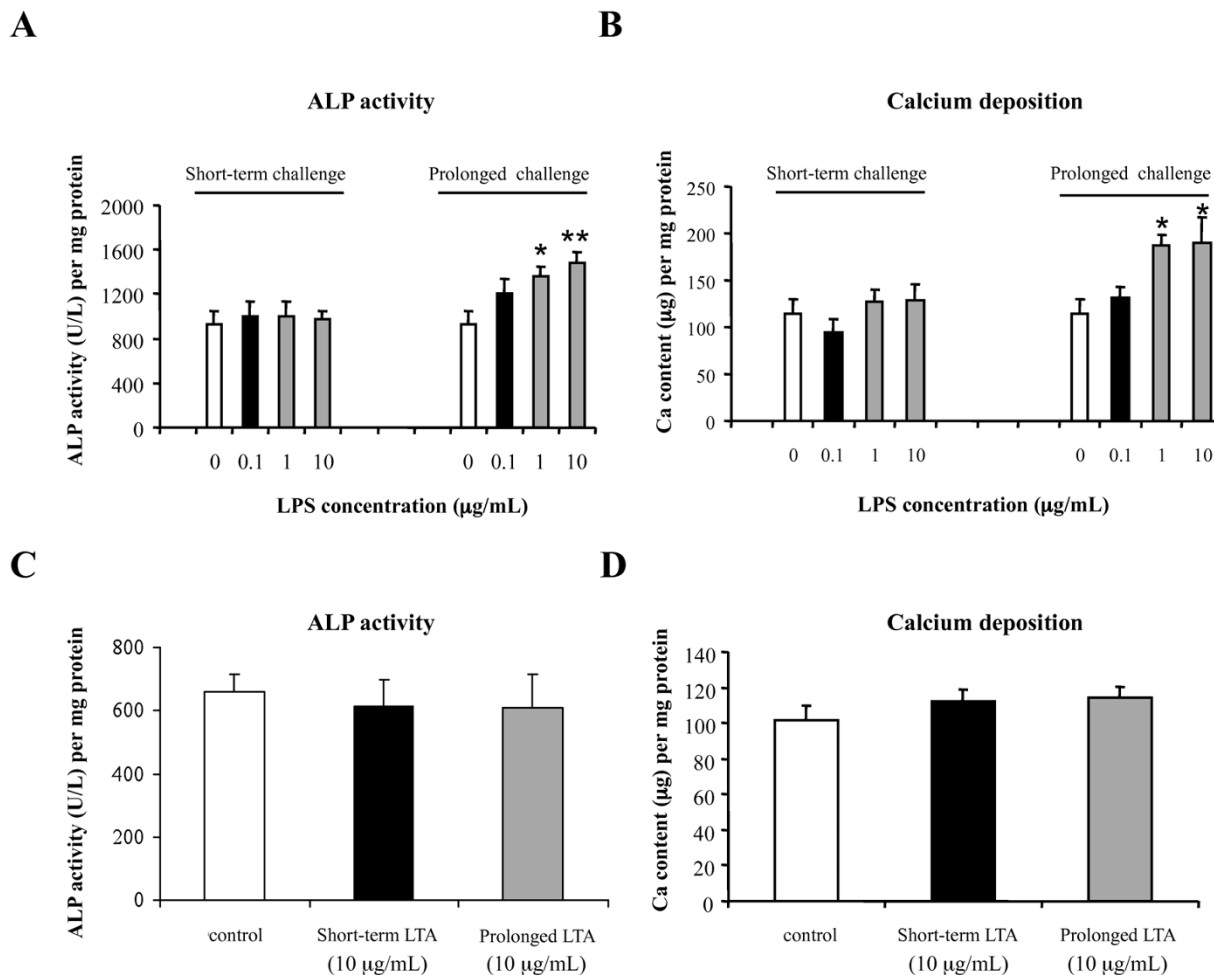 A
ALP activity
Short-term challenge
Prolonged challenge
ALP activity (U/L) per mg protein
2000
1600
1200
800
400
0
*
**
0 0.1 1 10
0 0.1 1 10
LPS concentration (μg/mL)
B
Calcium deposition
Short-term challenge
Prolonged challenge
Ca content (μg) per mg protein
250
200
150
100
50
0
*
*
0 0.1 1 10
0 0.1 1 10
LPS concentration (μg/mL)
C
ALP activity
ALP activity (U/L) per mg protein
800
600
400
200
0
control
Short-term LTA
(10 μg/mL)
Prolonged LTA
(10 μg/mL)
D
Calcium deposition
Ca content (μg) per mg protein
140
120
100
80
60
40
20
0
control
Short-term LTA
(10 μg/mL)
Prolonged LTA
(10 μg/mL)